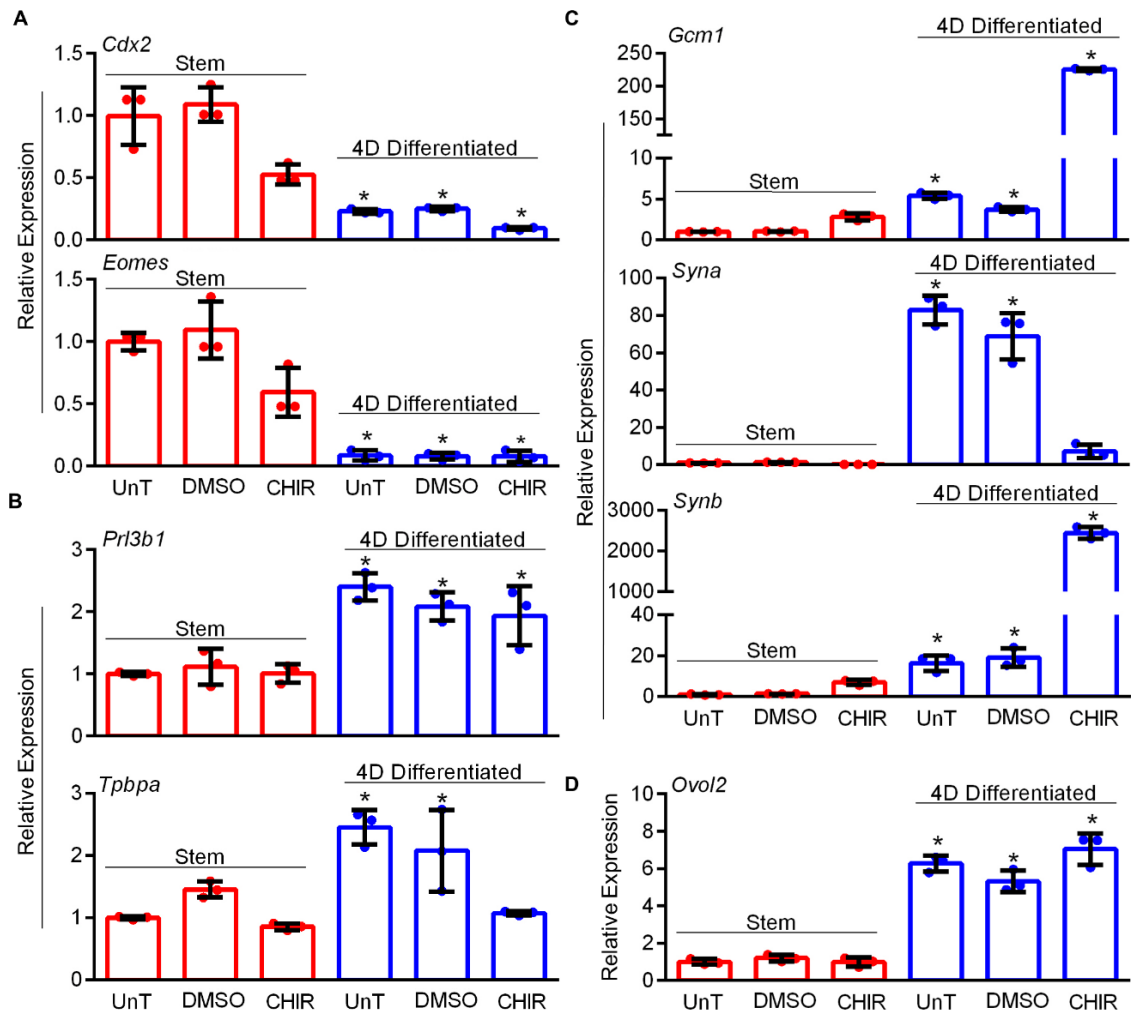 A
Cdx2
Stem
4D Differentiated
1.5
1.0
0.5
0.0
* * *
Eomes
Stem
4D Differentiated
1.5
1.0
0.5
0.0
* * *
Relative Expression
UnT DMSO CHIR UnT DMSO CHIR
B
Prl3b1
Stem
4D Differentiated
3
2
1
0
* * *
Tpbpa
Stem
4D Differentiated
3
2
1
0
* *
Relative Expression
UnT DMSO CHIR UnT DMSO CHIR
C
Gcm1
4D Differentiated
Stem
250
200
150
10
5
0
* * *
Syna
4D Differentiated
Stem
100
80
60
40
20
0
* *
Synb
4D Differentiated
Stem
3000
2000
1000
40
20
0
* * *
Relative Expression
UnT DMSO CHIR UnT DMSO CHIR
D
Ovol2
4D Differentiated
Stem
10
8
6
4
2
0
* * *
Relative Expression
UnT DMSO CHIR UnT DMSO CHIR